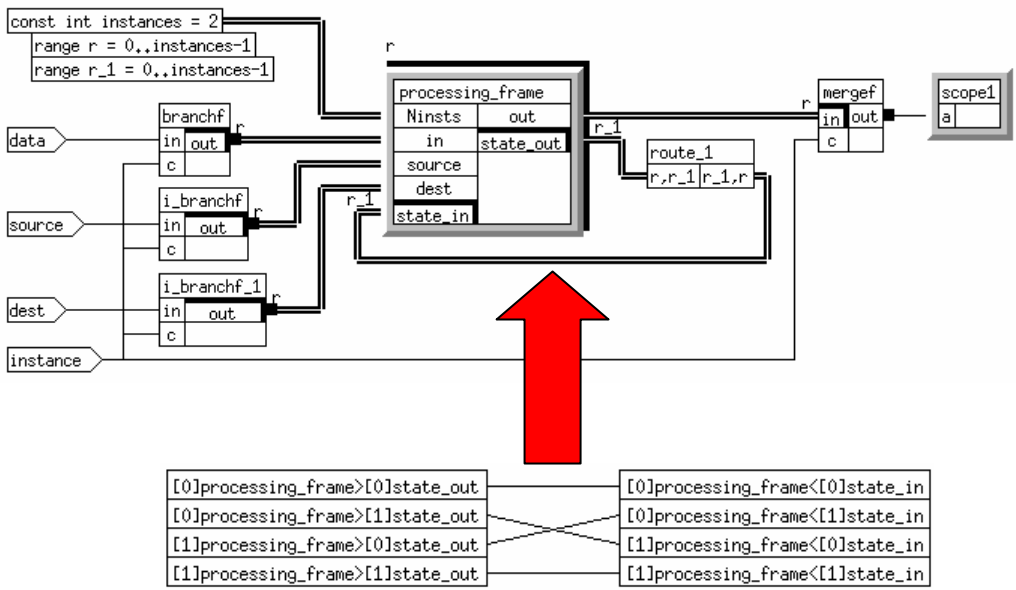 const int instances = 2
range r = 0..instances-1
range r_1 = 0..instances-1
r
processing_frame
Ninsts out
in state_out
source
dest
state_in
r_1
r_1
route_1
r,r_1 r_1,r
r
mergef
in out
c
scope1
a
data
branchf
in out
c
r
source
i_branchf
in out
c
r
dest
i_branchf_1
in out
c
r
instance
[0]processing_frame>[0]state_out [0]processing_frame<[0]state_in
[0]processing_frame>[1]state_out [0]processing_frame<[1]state_in
[1]processing_frame>[0]state_out [1]processing_frame<[0]state_in
[1]processing_frame>[1]state_out [1]processing_frame<[1]state_in